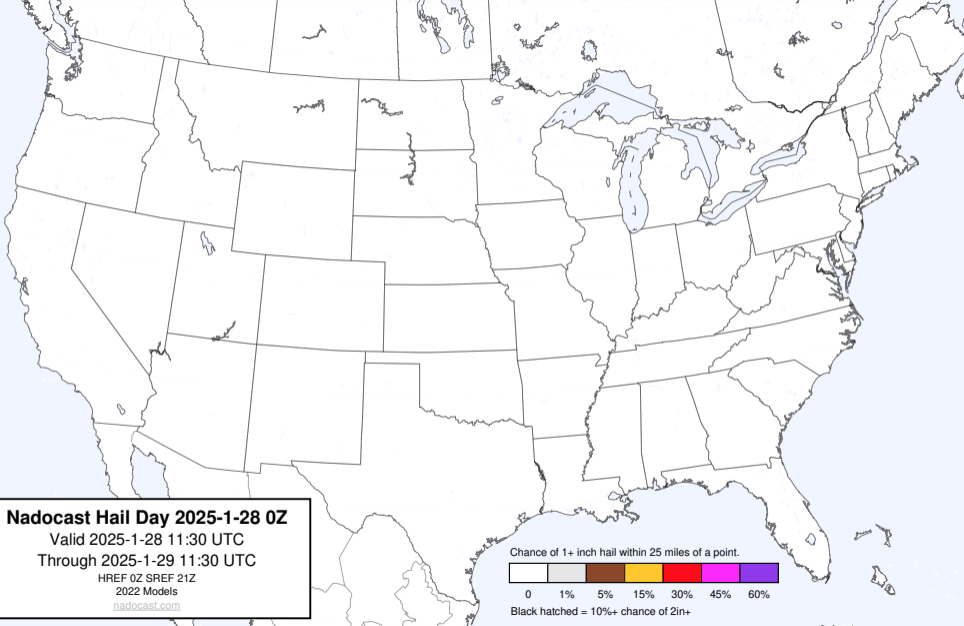 Nadocast Hail Day 2025-1-28 0Z
Valid 2025-1-28 11:30 UTC
Through 2025-1-29 11:30 UTC
HREF 0Z SREF 21Z
2022 Models
nadocast.com
Chance of 1+ inch hail within 25 miles of a point.
0 1% 5% 15% 30% 45% 60%
Black hatched = 10%+ chance of 2in+